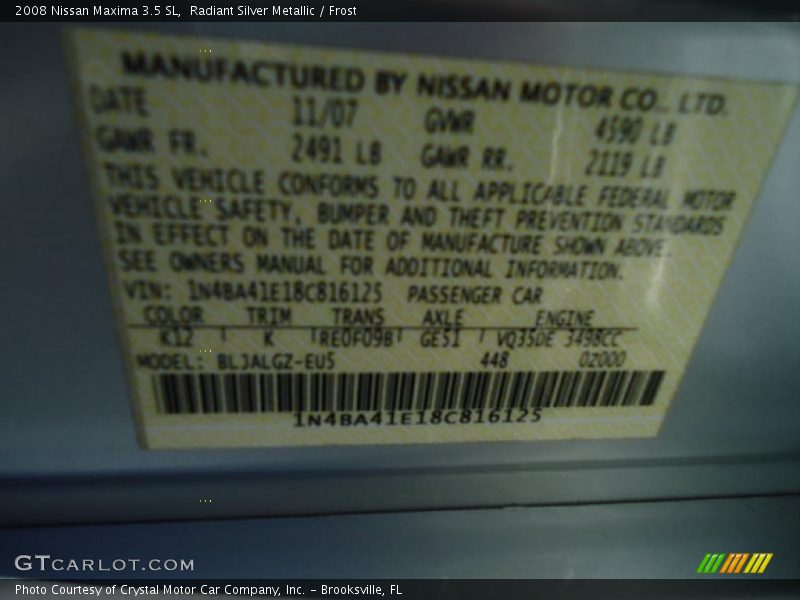 2008 Nissan Maxima 3.5 SL, Radiant Silver Metallic / Frost
MANUFACTURED BY NISSAN MOTOR CO., LTD.
DATE 11/07 GVWR 4590 LB
GAWR FR. 2491 LB GAWR RR. 2119 LB
THIS VEHICLE CONFORMS TO ALL APPLICABLE FEDERAL MOTOR
VEHICLE SAFETY, BUMPER AND THEFT PREVENTION STANDARDS
IN EFFECT ON THE DATE OF MANUFACTURE SHOWN ABOVE.
SEE OWNERS MANUAL FOR ADDITIONAL INFORMATION.
VIN: 1N4BA41E18C816125 PASSENGER CAR
COLOR TRIM TRANS AXLE ENGINE
K12 K RE0F09B GE51 VQ35DE 3498CC
MODEL: BLJALGZ-EU5 448 02000
1N4BA41E18C816125
GTCARLOT.COM
Photo Courtesy of Crystal Motor Car Company, Inc. – Brooksville, FL